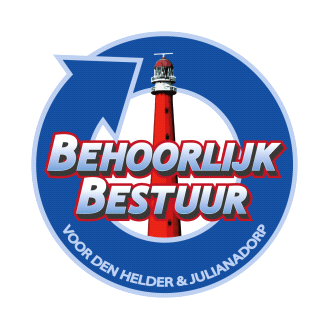 BEHOORLIJK
BESTUUR
VOOR DEN HELDER & JULIANADORP